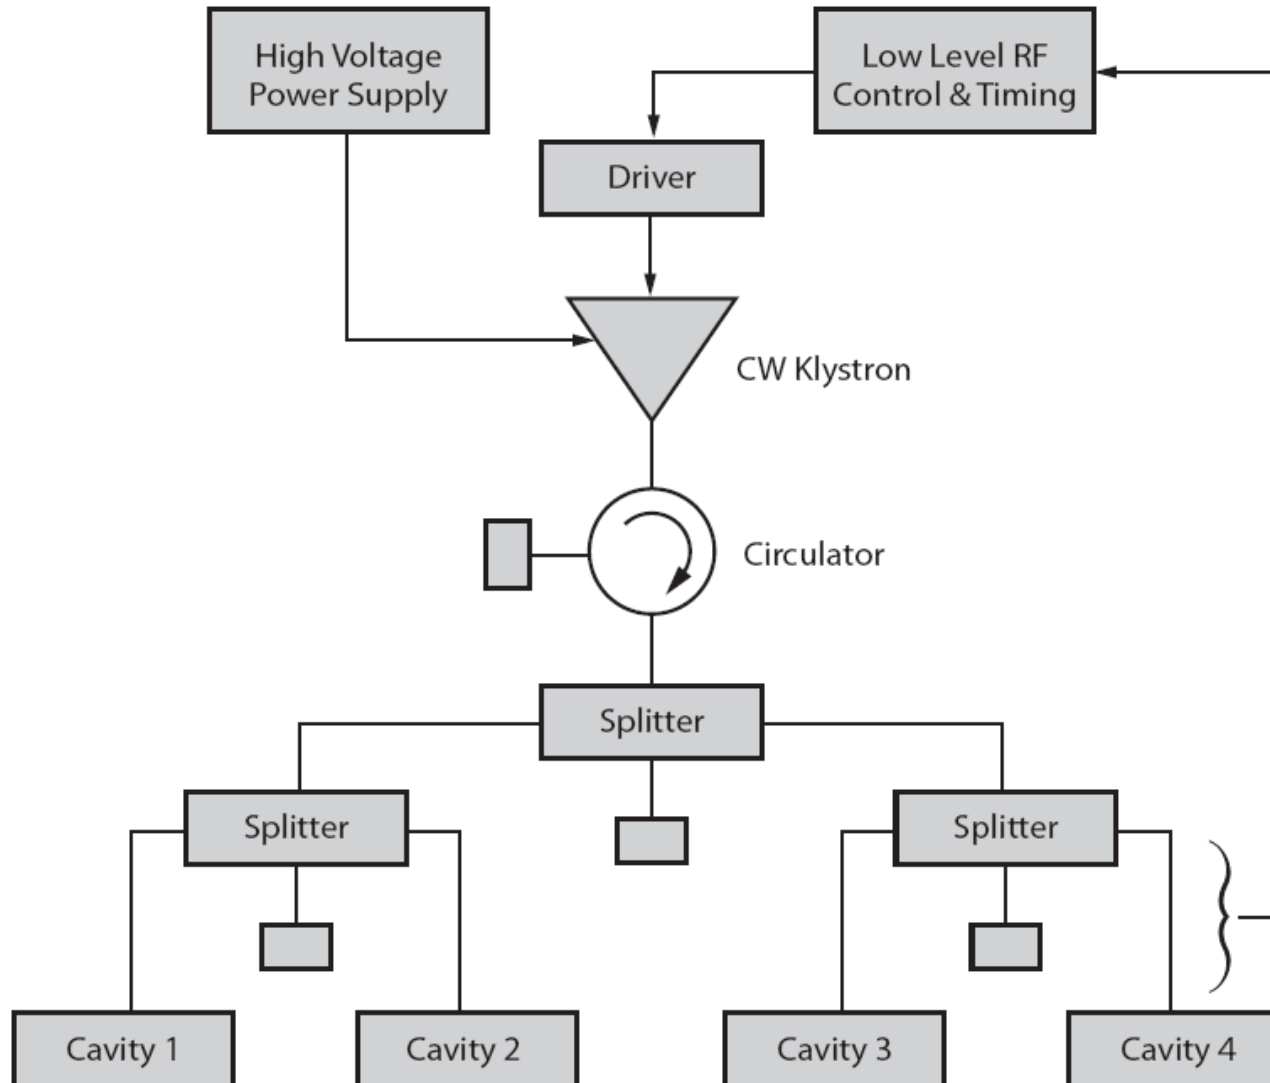 High Voltage
Power Supply
Low Level RF
Control & Timing
Driver
CW Klystron
Circulator
Splitter
Splitter
Splitter
Cavity 1
Cavity 2
Cavity 3
Cavity 4